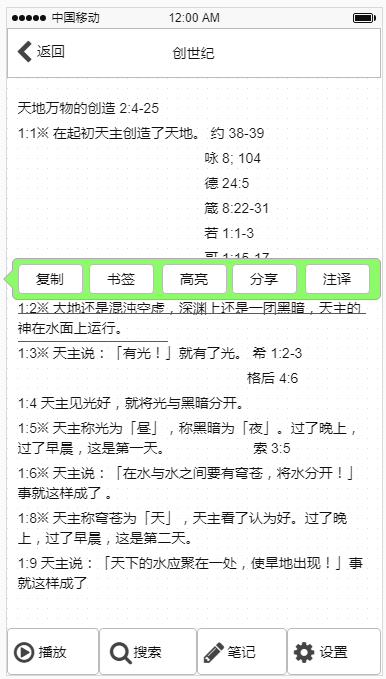 中国移动 12:00 AM
返回 创世纪
天地万物的创造 2:4-25
1:1※ 在起初天主创造了天地。 约 38-39
咏 8; 104
德 24:5
箴 8:22-31
若 1:1-3
哥 1:15-17
复制 书签 高亮 分享 注译
1:2※ 大地还是混沌空虚，深渊上还是一团黑暗，天主的
神在水面上运行。
1:3※ 天主说：「有光！」就有了光。 希 1:2-3
格后 4:6
1:4 天主见光好，就将光与黑暗分开。
1:5※ 天主称光为「昼」，称黑暗为「夜」。过了晚上，
过了早晨，这是第一天。 索 3:5
1:6※ 天主说：「在水与水之间要有穹苍，将水分开！」
事就这样成了 。
1:8※ 天主称穹苍为「天」，天主看了认为好。过了晚
上，过了早晨，这是第二天。
1:9 天主说：「天下的水应聚在一处，使旱地出现！」事
就这样成了
播放 搜索 笔记 设置